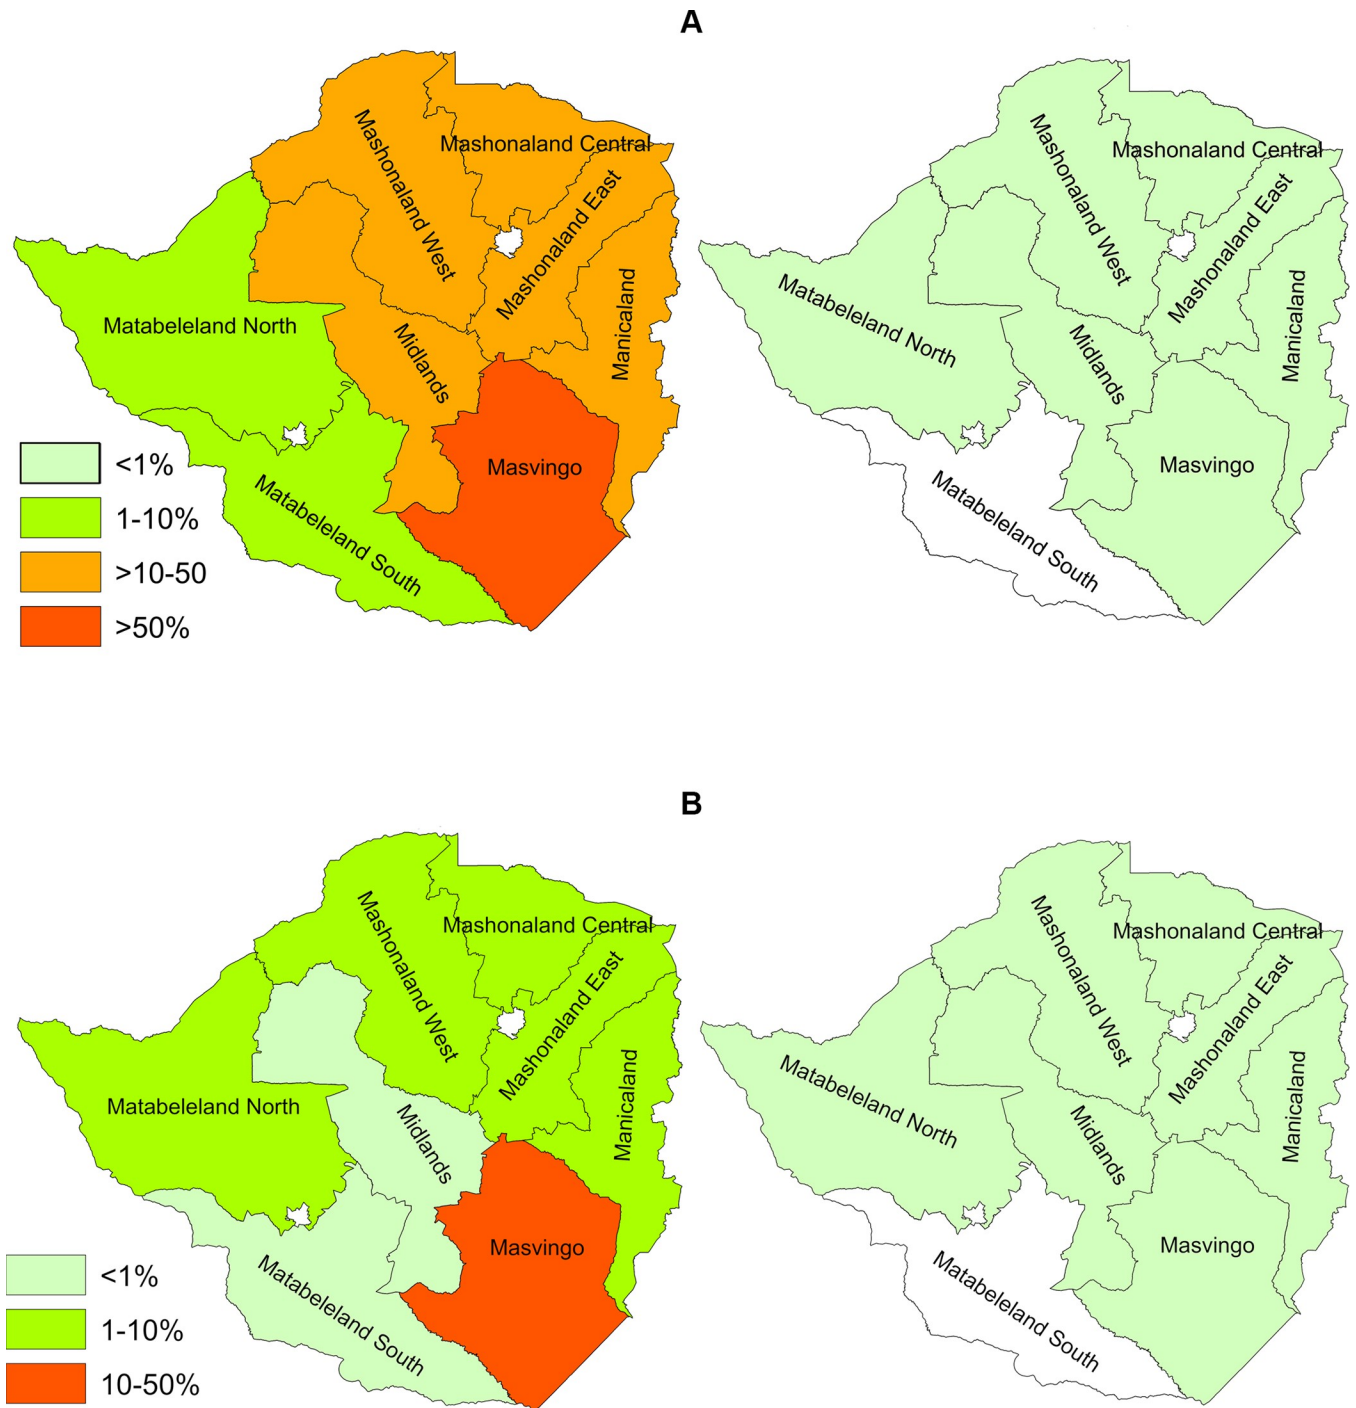 A
Mashonaland West
Mashonaland Central
Mashonaland East
Manicaland
Matabeleland North
Midlands
Masvingo
Matabeleland South
<1%
1-10%
>10-50
>50%
Mashonaland West
Mashonaland Central
Mashonaland East
Manicaland
Matabeleland North
Midlands
Masvingo
Matabeleland South
B
Mashonaland West
Mashonaland Central
Mashonaland East
Manicaland
Matabeleland North
Midlands
Masvingo
Matabeleland South
<1%
1-10%
10-50%
Mashonaland West
Mashonaland Central
Mashonaland East
Manicaland
Matabeleland North
Midlands
Masvingo
Matabeleland South